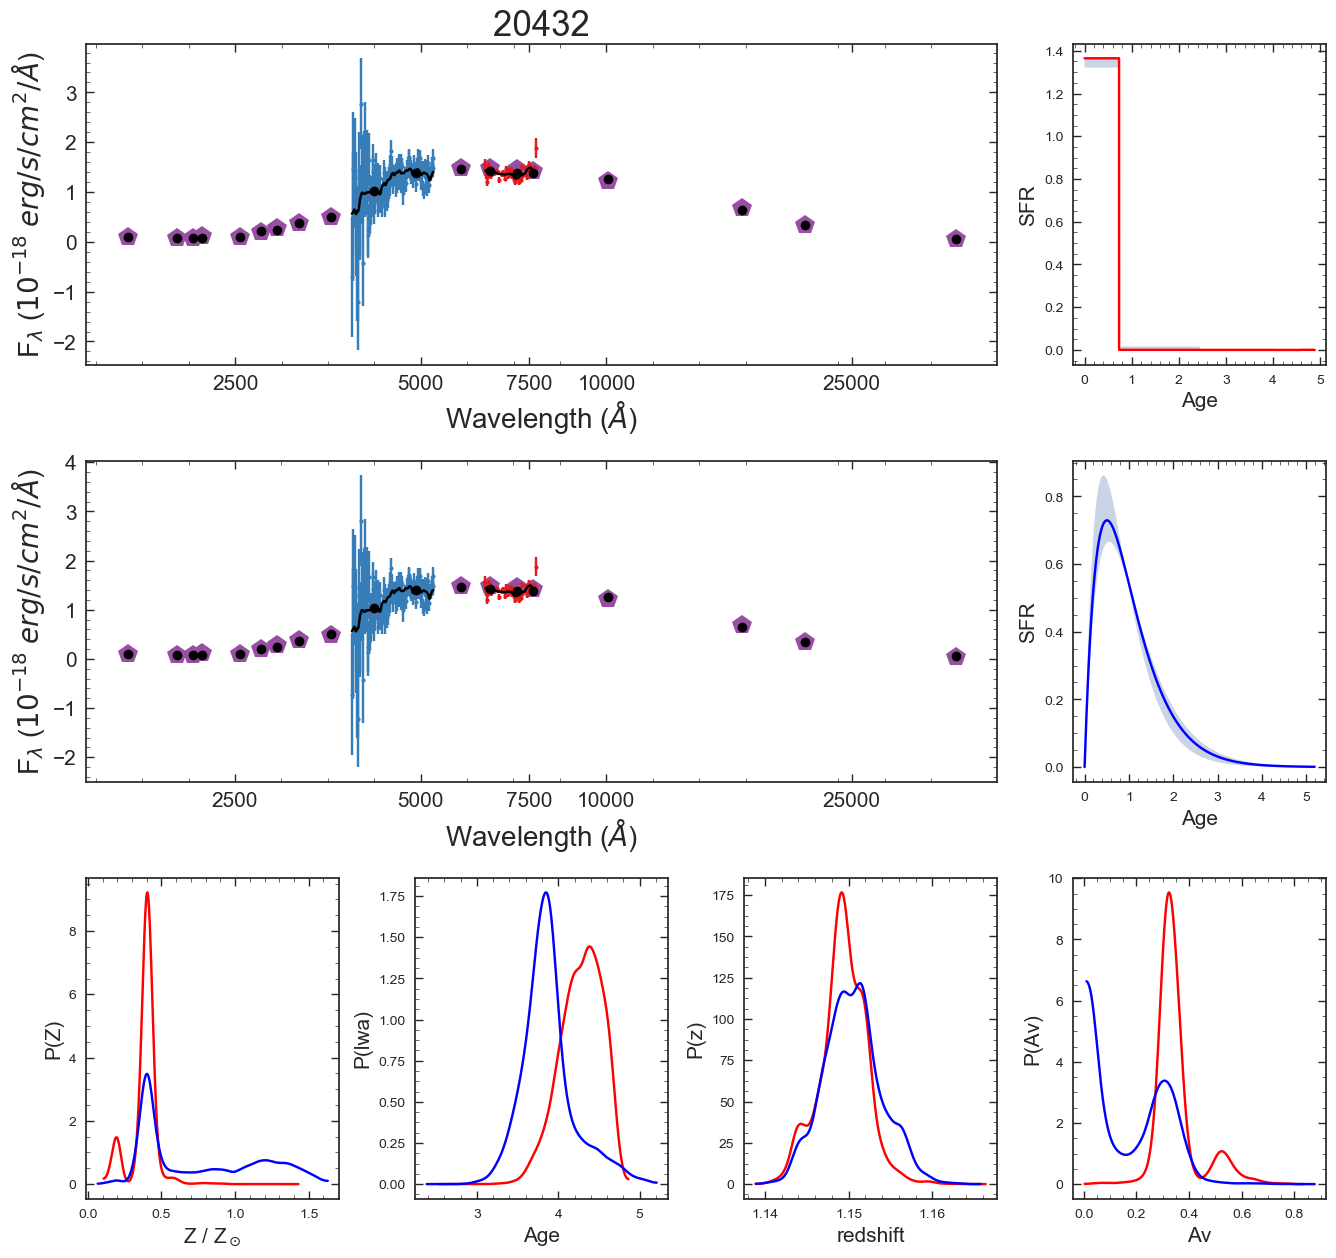 20432
F_λ (10^−18 erg/s/cm^2/Å)
3
2
1
0
−1
−2
2500 5000 7500 10000 25000
Wavelength (Å)
SFR
1.4
1.2
1.0
0.8
0.6
0.4
0.2
0.0
0 1 2 3 4 5
Age
F_λ (10^−18 erg/s/cm^2/Å)
4
3
2
1
0
−1
−2
2500 5000 7500 10000 25000
Wavelength (Å)
SFR
0.8
0.6
0.4
0.2
0.0
0 1 2 3 4 5
Age
P(Z)
8
6
4
2
0
0.0 0.5 1.0 1.5
Z / Z_⊙
P(lwa)
1.75
1.50
1.25
1.00
0.75
0.50
0.25
0.00
3 4 5
Age
P(z)
175
150
125
100
75
50
25
0
1.14 1.15 1.16
redshift
P(Av)
10
8
6
4
2
0
0.0 0.2 0.4 0.6 0.8
Av